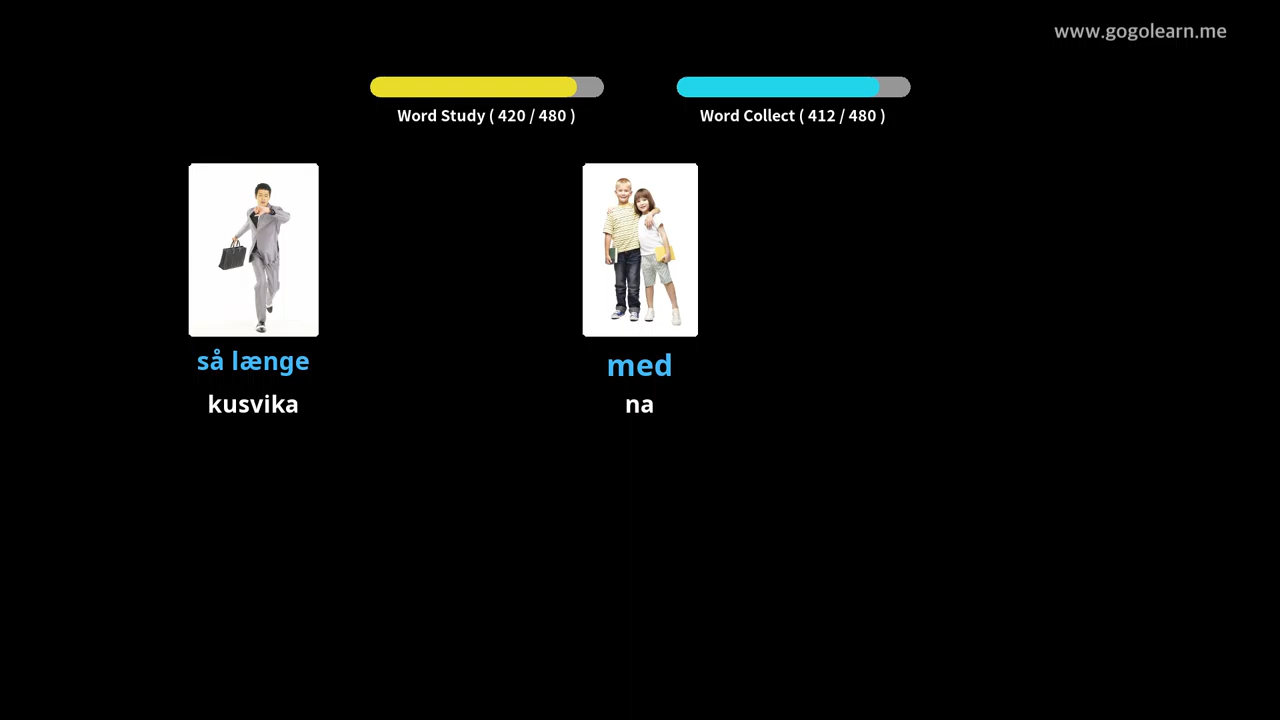 www.gogolearn.me
Word Study ( 420 / 480 )
Word Collect ( 412 / 480 )
så længe
kusvika
med
na